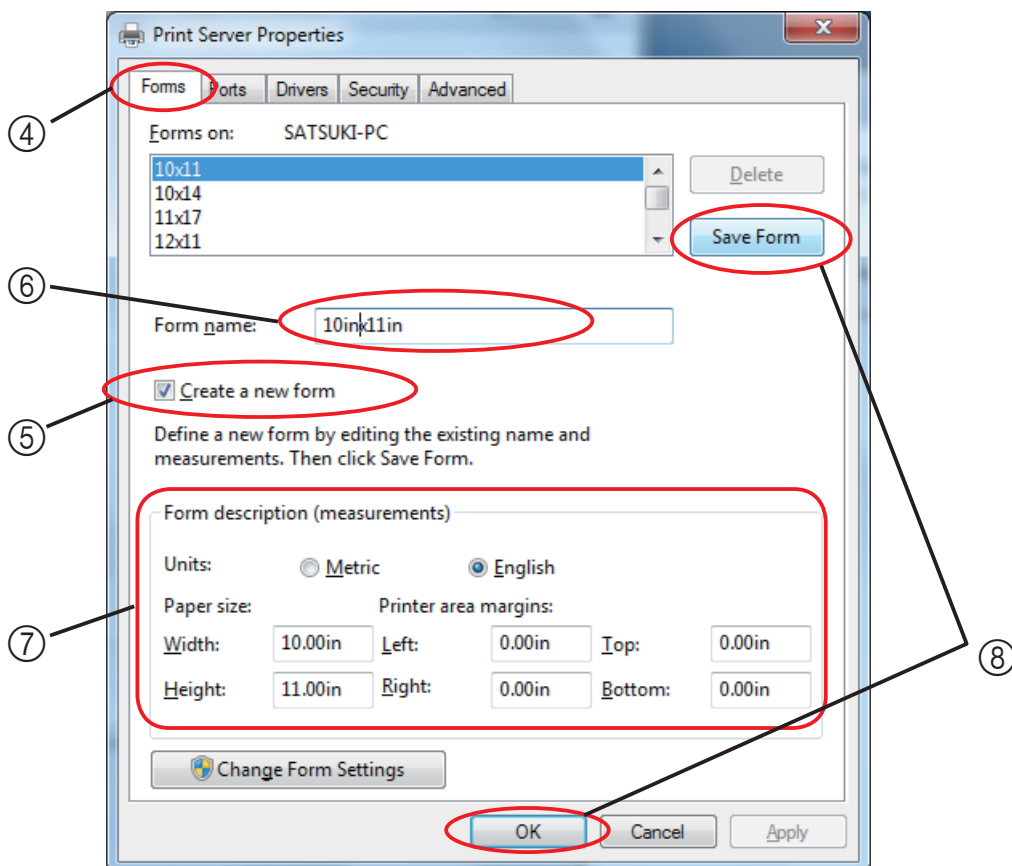 Print Server Properties
X
④
Forms Ports Drivers Security Advanced
Forms on: SATSUKI-PC
10x11
10x14
11x17
12x11
Delete
Save Form
⑥
Form name: 10inx11in
⑤
Create a new form
Define a new form by editing the existing name and
measurements. Then click Save Form.
Form description (measurements)
Units: Metric English
Paper size: Printer area margins:
⑦
Width: 10.00in Left: 0.00in Top: 0.00in
⑧
Height: 11.00in Right: 0.00in Bottom: 0.00in
Change Form Settings
OK Cancel Apply